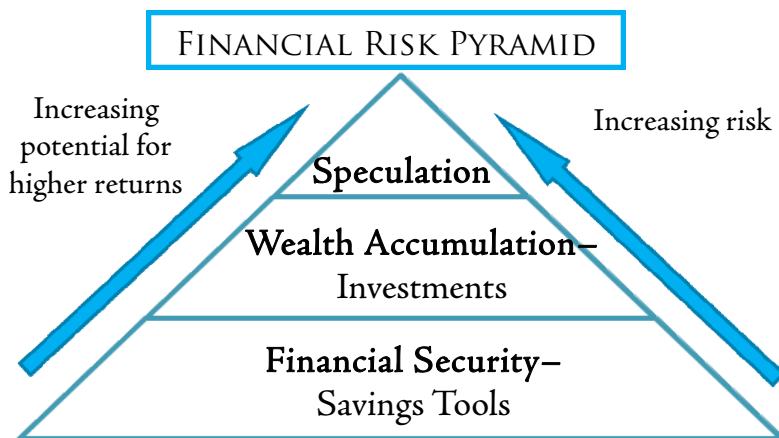 FINANCIAL RISK PYRAMID
Increasing
potential for
higher returns
Increasing risk
Speculation
Wealth Accumulation–
Investments
Financial Security–
Savings Tools